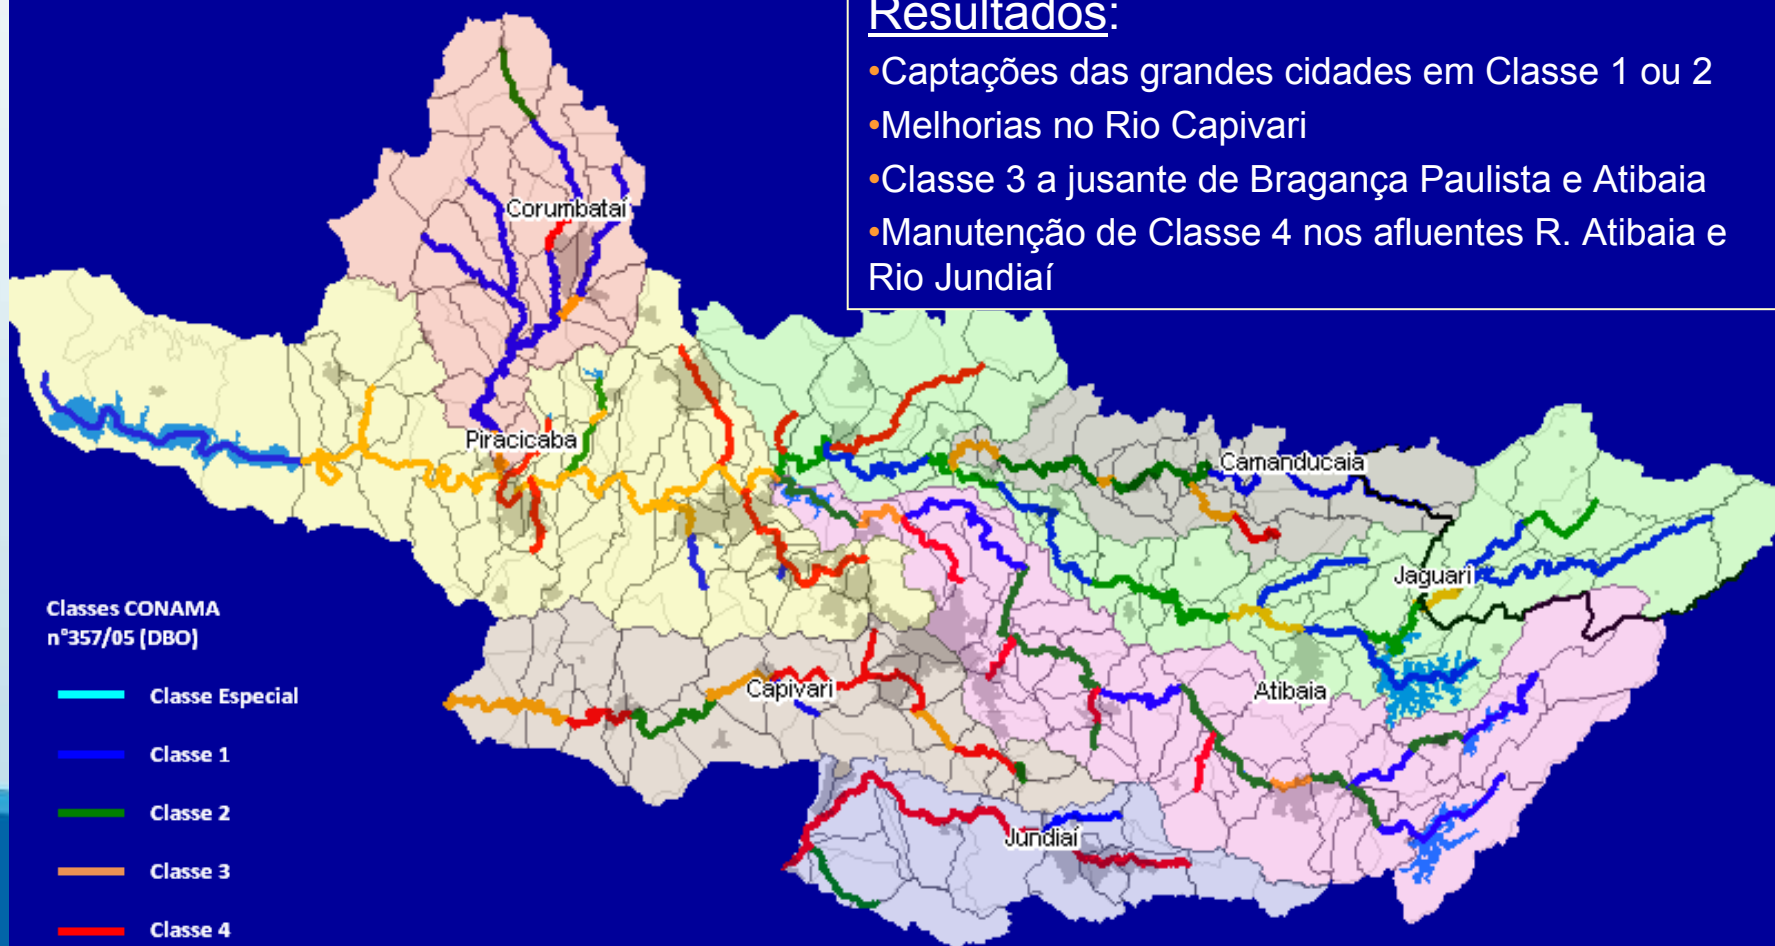 Resultados:
•Captações das grandes cidades em Classe 1 ou 2
•Melhorias no Rio Capivari
•Classe 3 a jusante de Bragança Paulista e Atibaia
•Manutenção de Classe 4 nos afluentes R. Atibaia e
Rio Jundiaí
Corumbataí
Piracicaba
Camanducaia
Jaguari
Atibaia
Capivari
Jundiaí
Classes CONAMA
n°357/05 (DBO)
Classe Especial
Classe 1
Classe 2
Classe 3
Classe 4